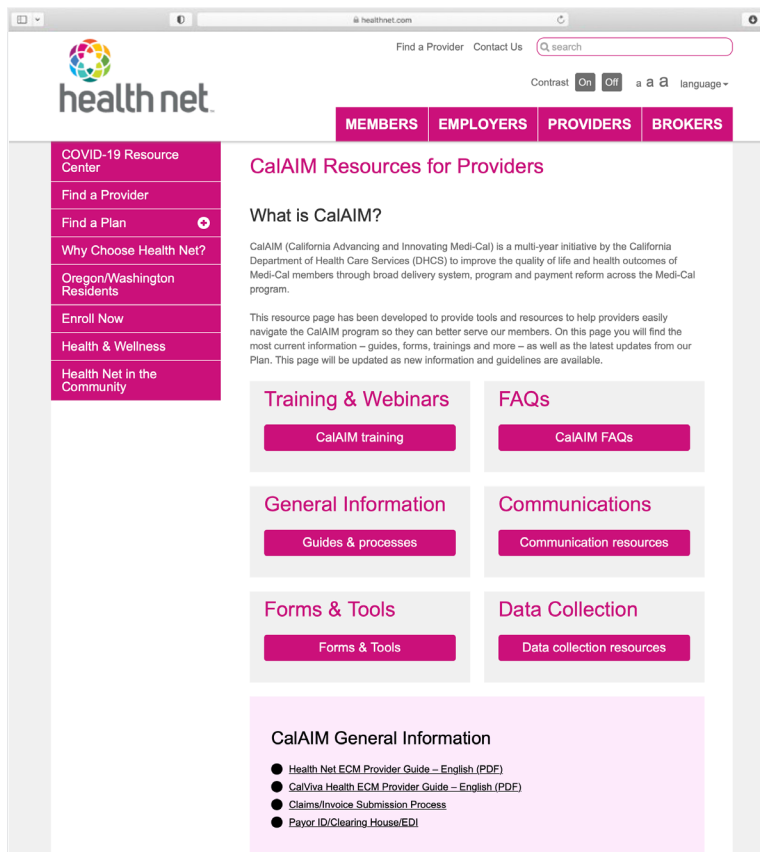 healthnet.com
health net
Find a Provider Contact Us
search
Contrast On Off a a a language
MEMBERS EMPLOYERS PROVIDERS BROKERS
COVID-19 Resource
Center
Find a Provider
Find a Plan
Why Choose Health Net?
Oregon/Washington
Residents
Enroll Now
Health & Wellness
Health Net in the
Community
CalAIM Resources for Providers
What is CalAIM?
CalAIM (California Advancing and Innovating Medi-Cal) is a multi-year initiative by the California
Department of Health Care Services (DHCS) to improve the quality of life and health outcomes of
Medi-Cal members through broad delivery system, program and payment reform across the Medi-Cal
program.
This resource page has been developed to provide tools and resources to help providers easily
navigate the CalAIM program so they can better serve our members. On this page you will find the
most current information – guides, forms, trainings and more – as well as the latest updates from our
Plan. This page will be updated as new information and guidelines are available.
Training & Webinars
CalAIM training
FAQs
CalAIM FAQs
General Information
Guides & processes
Communications
Communication resources
Forms & Tools
Forms & Tools
Data Collection
Data collection resources
CalAIM General Information
Health Net ECM Provider Guide – English (PDF)
CalViva Health ECM Provider Guide – English (PDF)
Claims/Invoice Submission Process
Payor ID/Clearing House/EDI